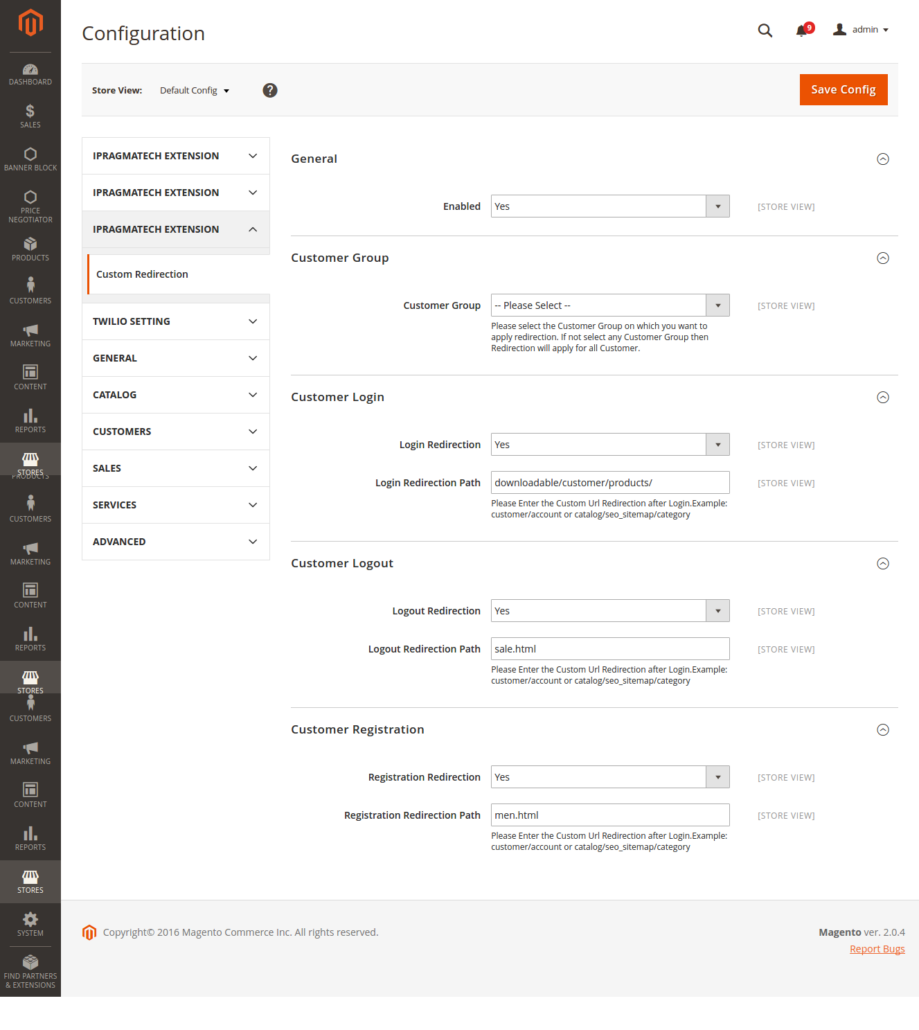 Configuration
9
admin
Store View:
Default Config
?
Save Config
DASHBOARD
SALES
BANNER BLOCK
PRICE
NEGOTIATOR
PRODUCTS
CUSTOMERS
MARKETING
CONTENT
REPORTS
STORES
PRODUCTS
CUSTOMERS
MARKETING
CONTENT
REPORTS
STORES
CUSTOMERS
MARKETING
CONTENT
REPORTS
STORES
SYSTEM
FIND PARTNERS
& EXTENSIONS
IPRAGMATECH EXTENSION
IPRAGMATECH EXTENSION
IPRAGMATECH EXTENSION
Custom Redirection
TWILIO SETTING
GENERAL
CATALOG
CUSTOMERS
SALES
SERVICES
ADVANCED
General
Enabled
Yes
[STORE VIEW]
Customer Group
Customer Group
-- Please Select --
[STORE VIEW]
Please select the Customer Group on which you want to
apply redirection. If not select any Customer Group then
Redirection will apply for all Customer.
Customer Login
Login Redirection
Yes
[STORE VIEW]
Login Redirection Path
downloadable/customer/products/
[STORE VIEW]
Please Enter the Custom Url Redirection after Login.Example:
customer/account or catalog/seo_sitemap/category
Customer Logout
Logout Redirection
Yes
[STORE VIEW]
Logout Redirection Path
sale.html
[STORE VIEW]
Please Enter the Custom Url Redirection after Login.Example:
customer/account or catalog/seo_sitemap/category
Customer Registration
Registration Redirection
Yes
[STORE VIEW]
Registration Redirection Path
men.html
[STORE VIEW]
Please Enter the Custom Url Redirection after Login.Example:
customer/account or catalog/seo_sitemap/category
Copyright© 2016 Magento Commerce Inc. All rights reserved.
Magento ver. 2.0.4
Report Bugs